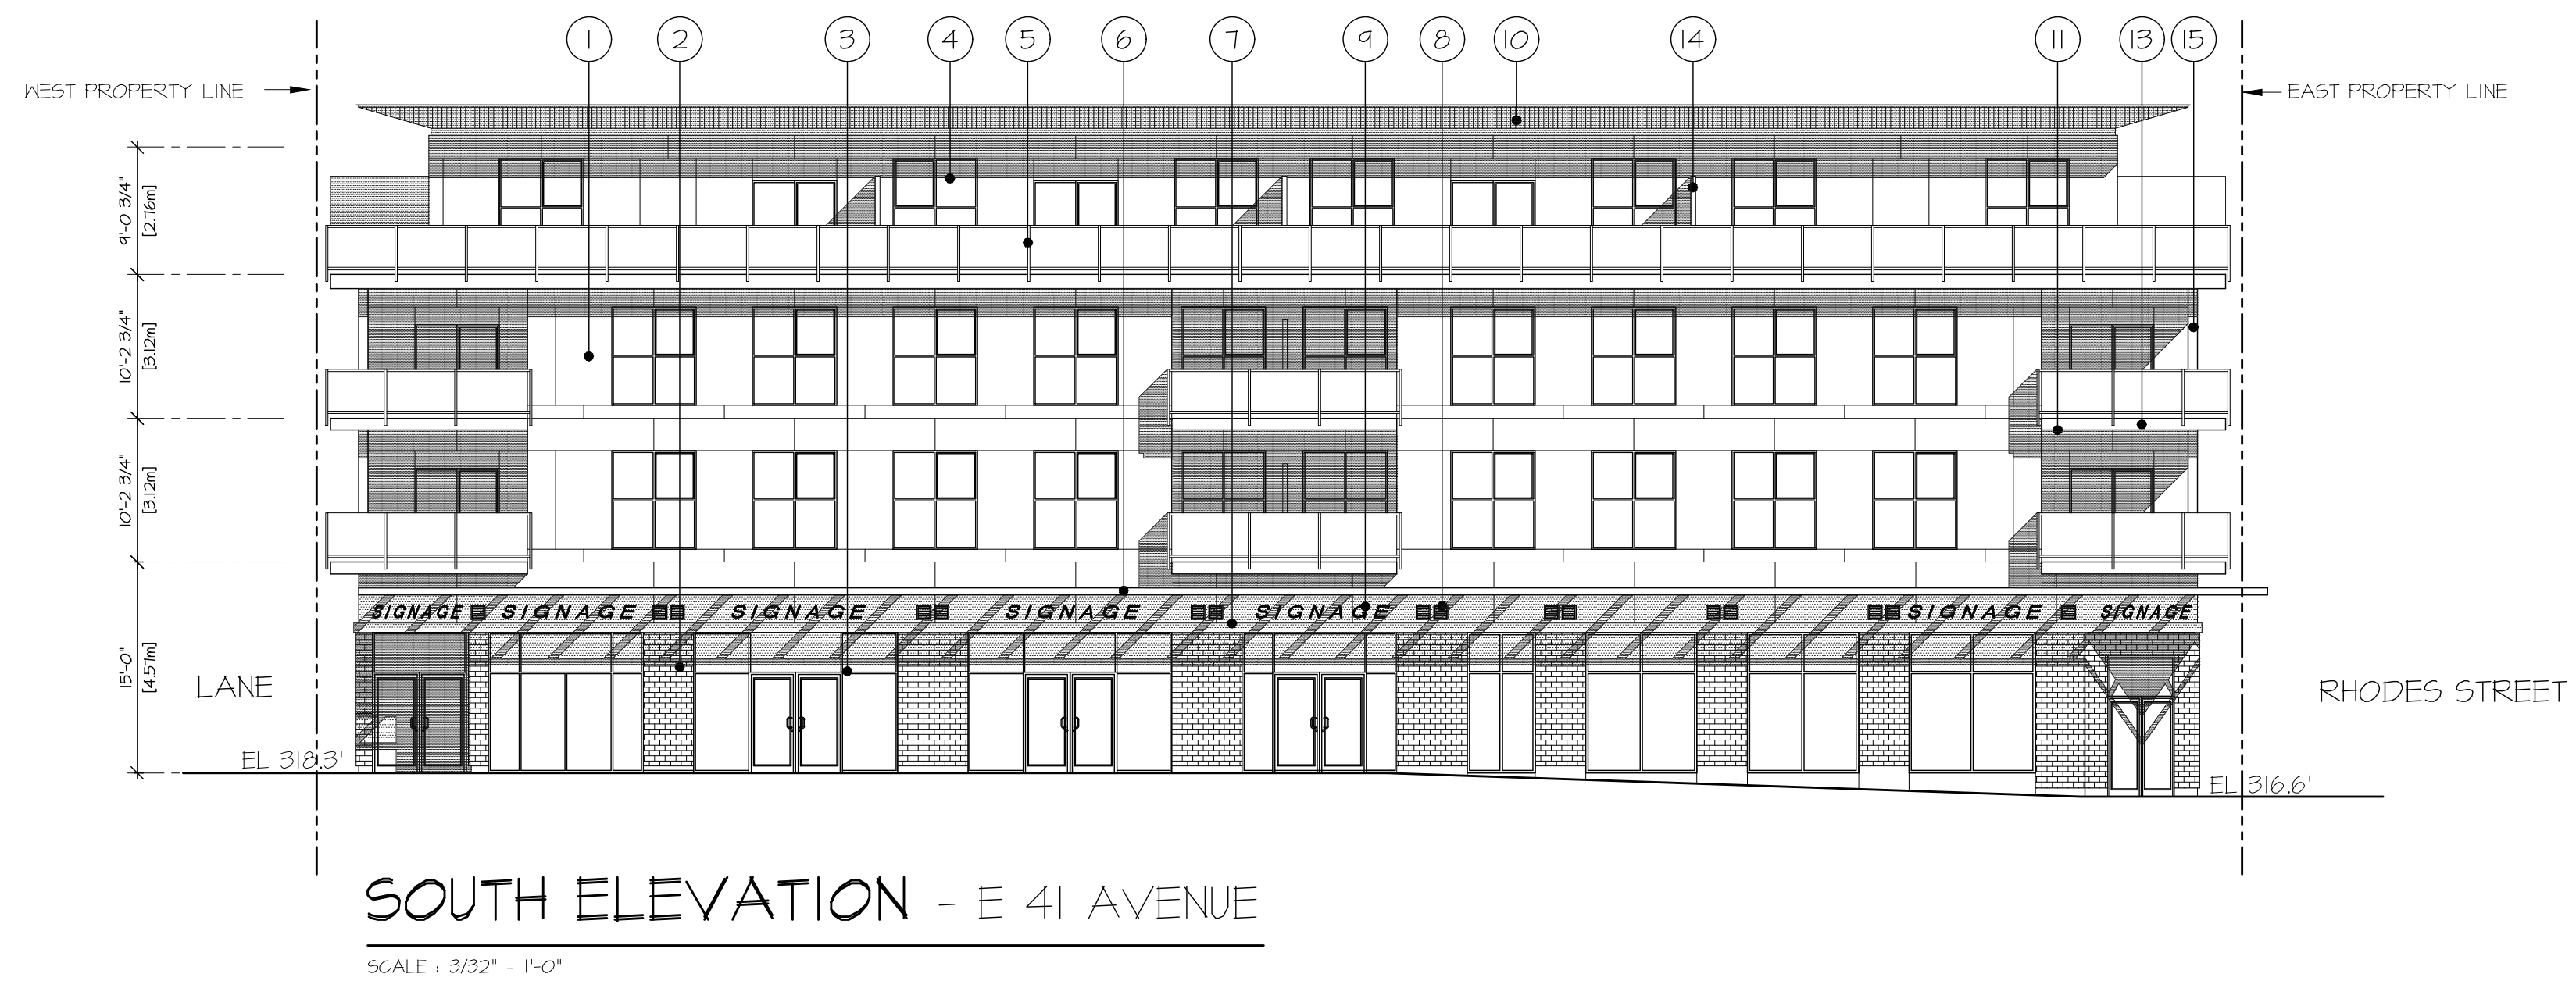 1 2 3 4 5 6 7 9 8 10 14 11 13 15
WEST PROPERTY LINE
EAST PROPERTY LINE
9'-0 3/4"
[2.76m]
10'-2 3/4"
[3.12m]
10'-2 3/4"
[3.12m]
15'-0"
[4.57m]
SIGNAGE SIGNAGE SIGNAGE SIGNAGE SIGNAGE SIGNAGE SIGNAGE
LANE
RHODES STREET
EL 318.3'
EL 316.6'
SOUTH ELEVATION - E 41 AVENUE
SCALE : 3/32" = 1'-0"